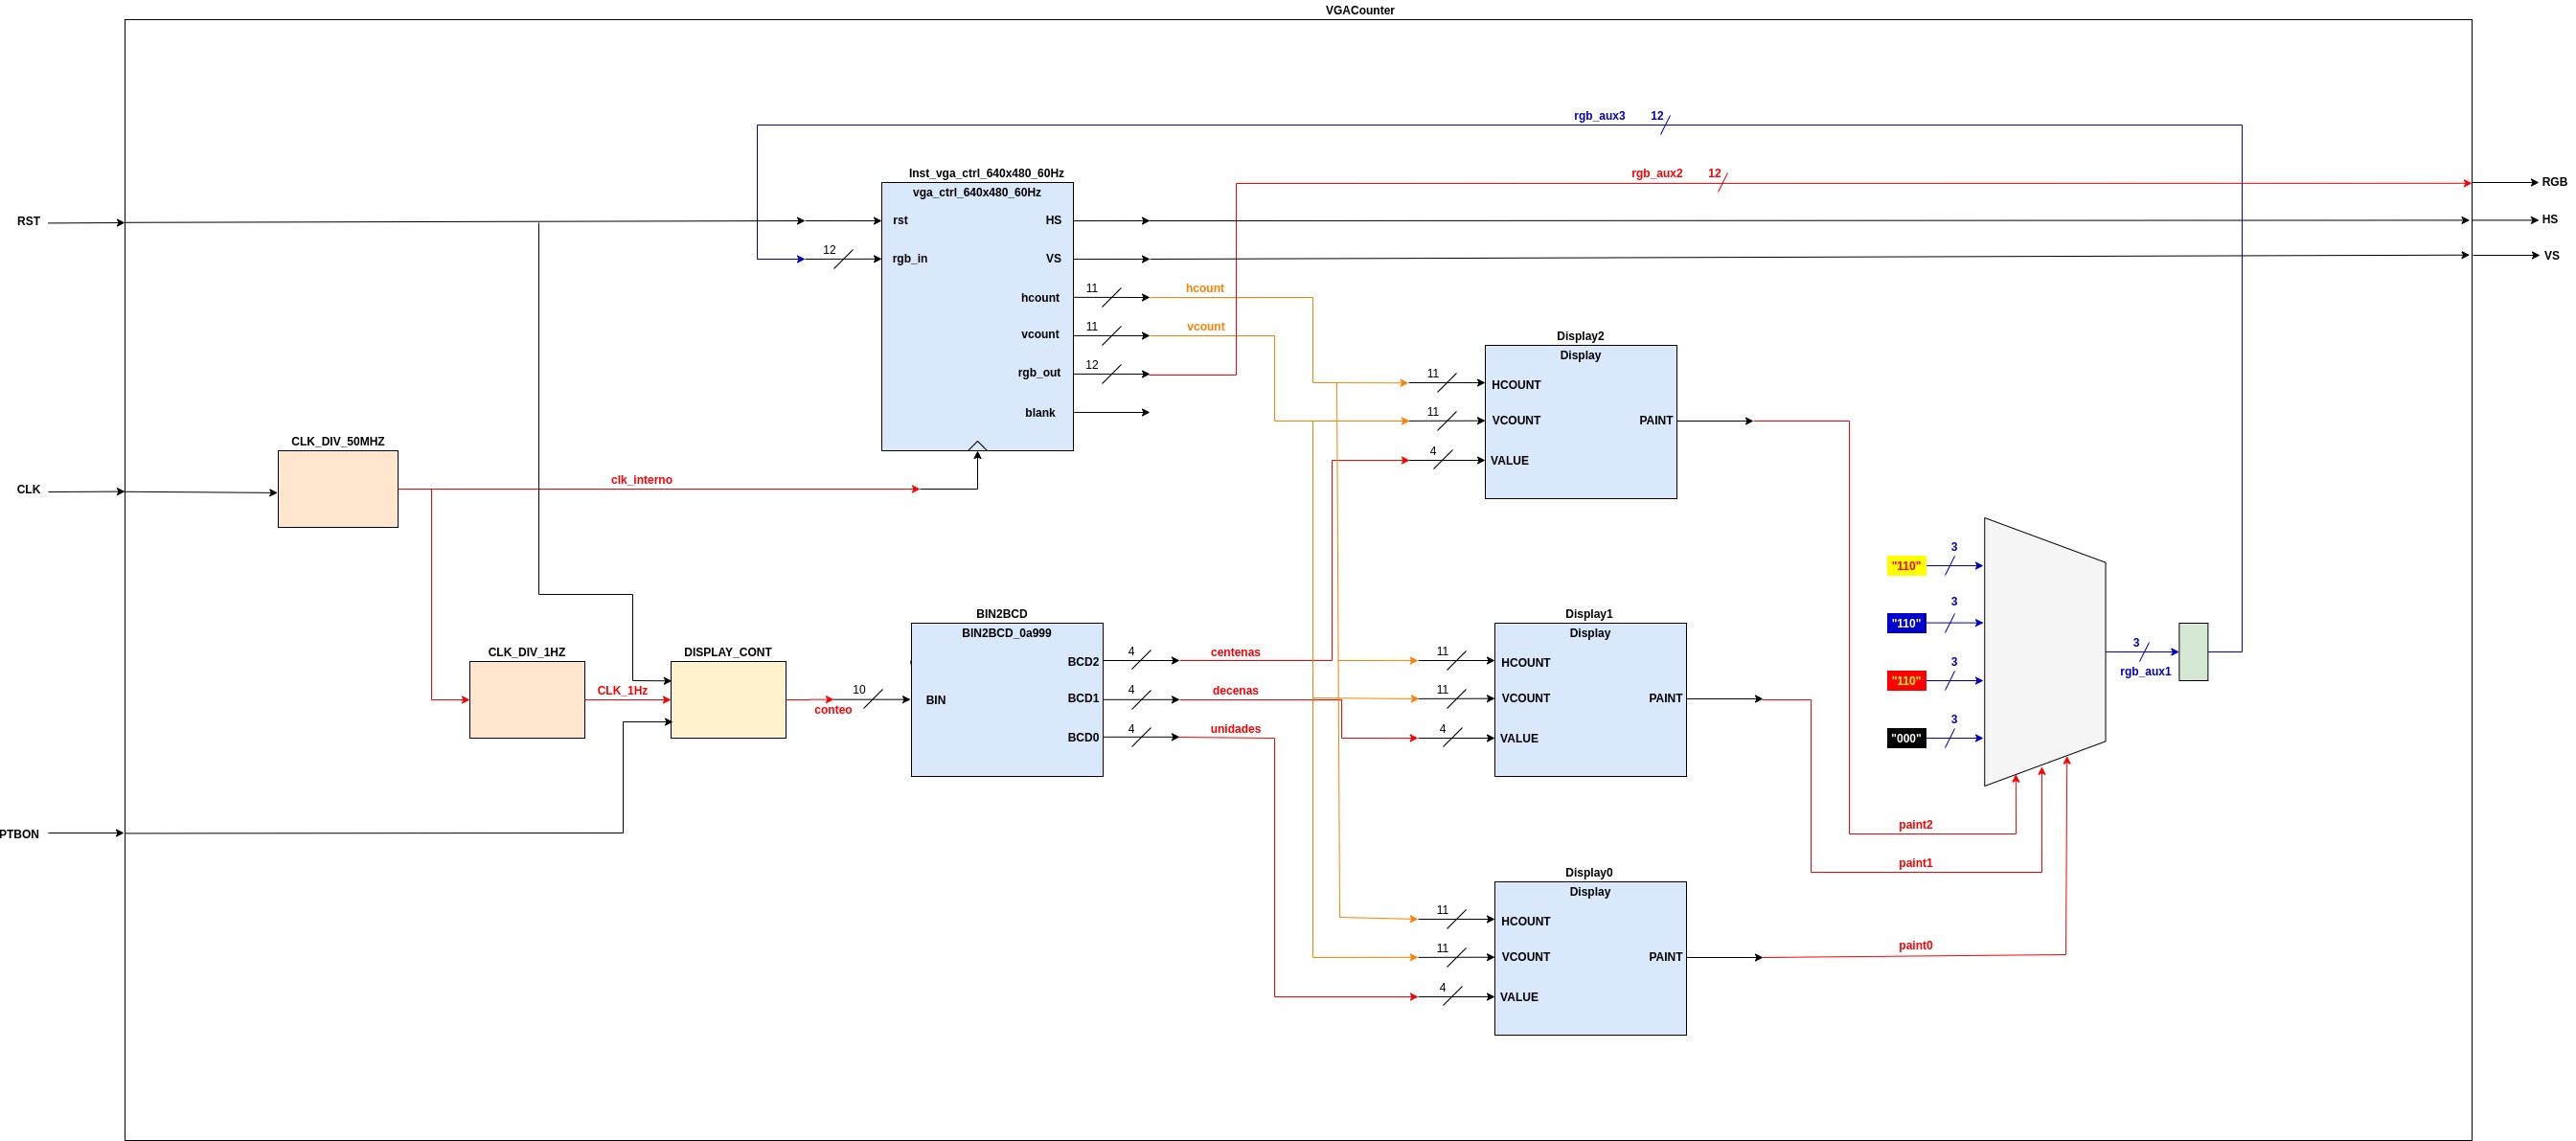 VGACounter
rgb_aux3 12
rgb_aux2 12
RGB
HS
VS
RST
Inst_vga_ctrl_640x480_60Hz
vga_ctrl_640x480_60Hz
rst
HS
12
rgb_in
VS
hcount
11
hcount
vcount
11
vcount
rgb_out
12
blank
Display2
Display
11
HCOUNT
11
VCOUNT
PAINT
4
VALUE
CLK_DIV_50MHZ
CLK
clk_interno
"110"
3
"110"
3
"110"
3
"000"
3
3
rgb_aux1
CLK_DIV_1HZ
CLK_1Hz
DISPLAY_CONT
conteo
10
BIN2BCD
BIN2BCD_0a999
BIN
BCD2
4
centenas
BCD1
4
decenas
BCD0
4
unidades
Display1
Display
11
HCOUNT
11
VCOUNT
PAINT
4
VALUE
PTBON
paint2
paint1
paint0
Display0
Display
11
HCOUNT
11
VCOUNT
PAINT
4
VALUE